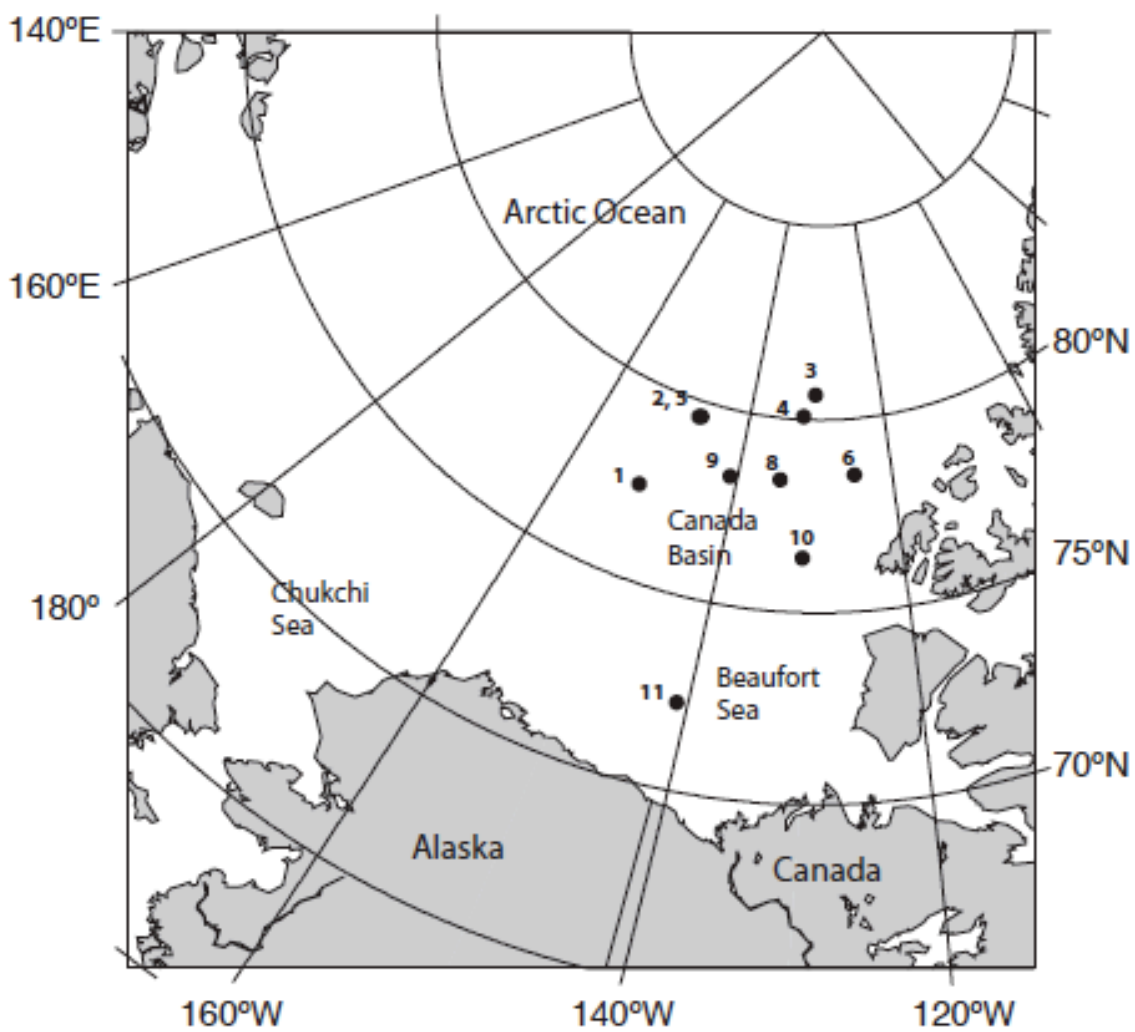 140ºE
Arctic Ocean
160ºE
80ºN
3
2, 5
4
1
9
8
6
Canada
Basin
10
75ºN
Chukchi
Sea
180º
Beaufort
Sea
11
70ºN
Alaska
Canada
160ºW
140ºW
120ºW